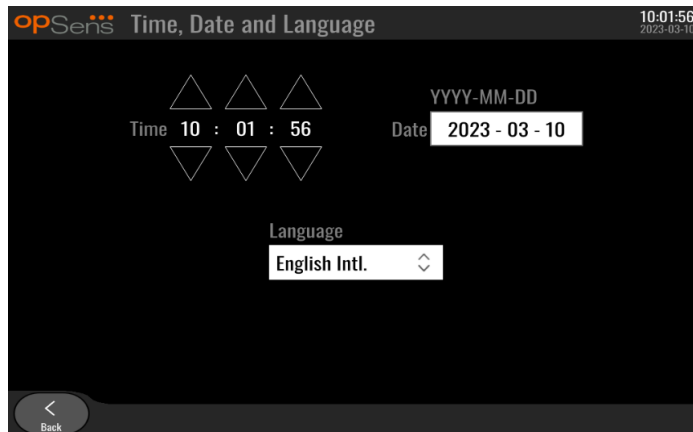 opSens Time, Date and Language
10:01:56
2023-03-10
YYYY-MM-DD
Time 10 : 01 : 56
Date 2023 - 03 - 10
Language
English Intl.
Back